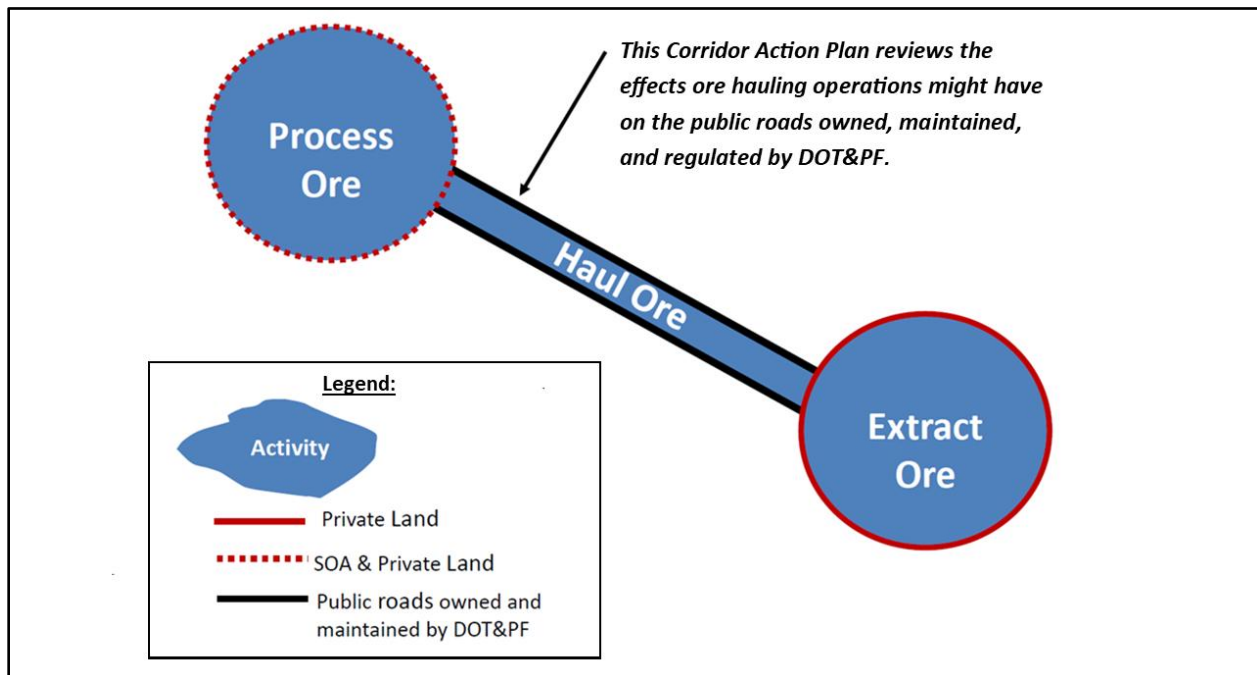 Process
Ore
This Corridor Action Plan reviews the
effects ore hauling operations might have
on the public roads owned, maintained,
and regulated by DOT&PF.
Haul Ore
Extract
Ore
Legend:
Activity
Private Land
SOA & Private Land
Public roads owned and
maintained by DOT&PF